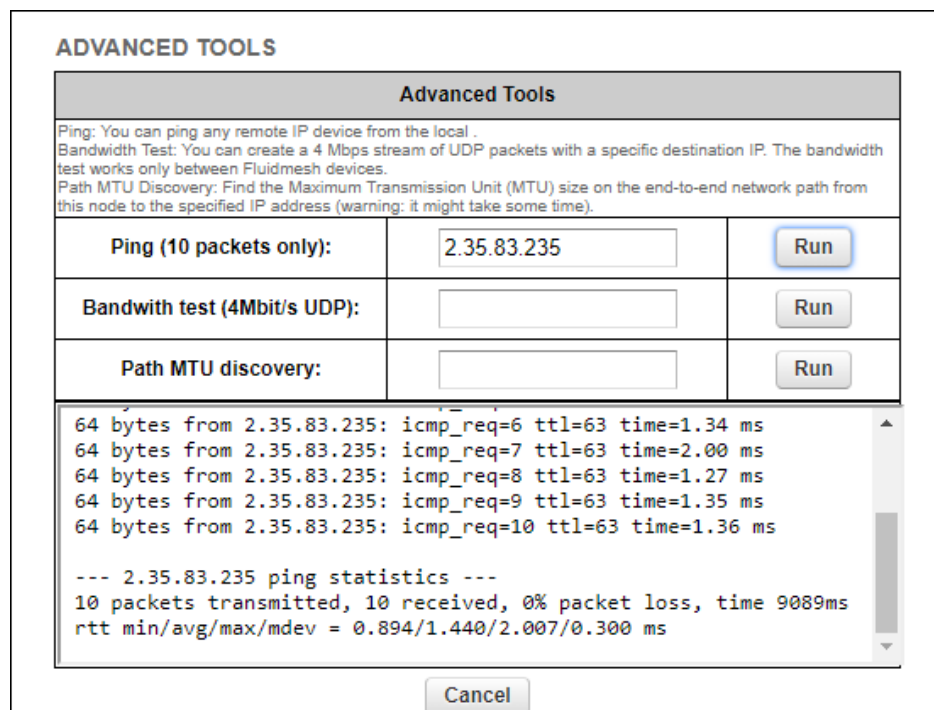 ADVANCED TOOLS
Advanced Tools
Ping: You can ping any remote IP device from the local .
Bandwidth Test: You can create a 4 Mbps stream of UDP packets with a specific destination IP. The bandwidth
test works only between Fluidmesh devices.
Path MTU Discovery: Find the Maximum Transmission Unit (MTU) size on the end-to-end network path from
this node to the specified IP address (warning: it might take some time).
Ping (10 packets only): 2.35.83.235 Run
Bandwith test (4Mbit/s UDP): Run
Path MTU discovery: Run
64 bytes from 2.35.83.235: icmp_req=6 ttl=63 time=1.34 ms
64 bytes from 2.35.83.235: icmp_req=7 ttl=63 time=2.00 ms
64 bytes from 2.35.83.235: icmp_req=8 ttl=63 time=1.27 ms
64 bytes from 2.35.83.235: icmp_req=9 ttl=63 time=1.35 ms
64 bytes from 2.35.83.235: icmp_req=10 ttl=63 time=1.36 ms
--- 2.35.83.235 ping statistics ---
10 packets transmitted, 10 received, 0% packet loss, time 9089ms
rtt min/avg/max/mdev = 0.894/1.440/2.007/0.300 ms
Cancel